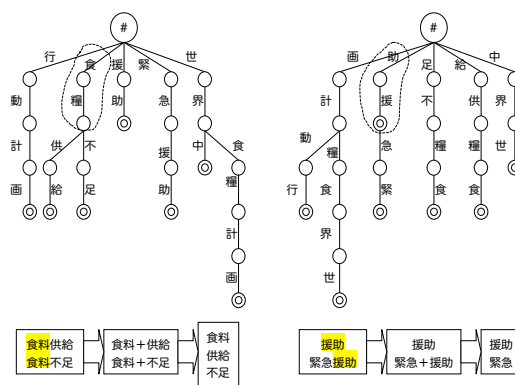 #
行 食 援 緊 世
動 糧 助 急 界
計 供 不 援 中 食
糧
画 給 足 助
計
画
#
画 助 足 給 中
計 援 不 供 界
動 糧 急 糧 糧 世
行 食 緊 食 食
界
世
食料供給
食料不足
食料＋供給
食料＋不足
食料
供給
不足
援助
緊急援助
援助
緊急＋援助
援助
緊急